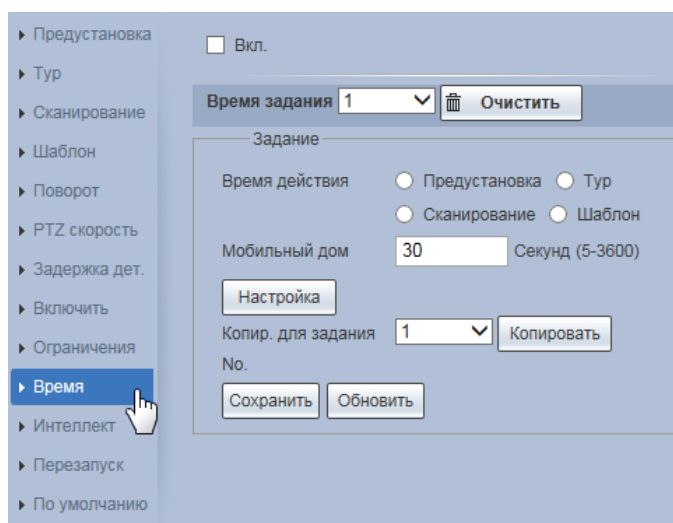 Предустановка
Тур
Сканирование
Шаблон
Поворот
PTZ скорость
Задержка дет.
Включить
Ограничения
Время
Интеллект
Перезапуск
По умолчанию
Вкл.
Время задания 1 Очистить
Задание
Время действия Предустановка Тур
Сканирование Шаблон
Мобильный дом 30 Секунд (5-3600)
Настройка
Копир. для задания 1 Копировать
No.
Сохранить Обновить